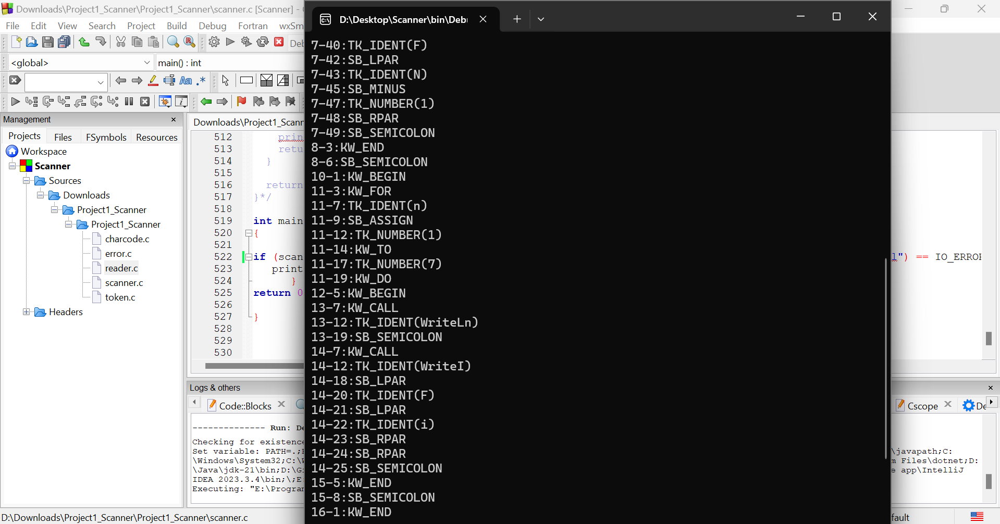 Downloads\Project1_Scanner\Project1_Scanner\scanner.c [Scanner] -
File Edit View Search Project Build Debug Fortran wxSm
<global>
main() : int
Management
Projects Files FSymbols Resources
Workspace
Scanner
Sources
Downloads
Project1_Scanner
Project1_Scanner
charcode.c
error.c
reader.c
scanner.c
token.c
Headers
Downloads\Project1_Scann
512 prin
513 retu
514 }
515
516 return
517 }*/
518
519 int main
520 {
521
522 if (scan
523 print
524 }
525 return 0
526
527 }
528
529
530
l") == IO_ERROR
Logs & others
Code::Blocks
Cscope
De
-------------- Run: De
Checking for existence
Set variable: PATH=.;
\Windows\System32;C:\W
\Java\jdk-21\bin;D:\G
IDEA 2023.3.4\bin;\;E
Executing: "E:\Program
\javapath;C:
m Files\dotnet;D:
e app\IntelliJ
D:\Desktop\Scanner\bin\Deb
7-40:TK_IDENT(F)
7-42:SB_LPAR
7-43:TK_IDENT(N)
7-45:SB_MINUS
7-47:TK_NUMBER(1)
7-48:SB_RPAR
7-49:SB_SEMICOLON
8-3:KW_END
8-6:SB_SEMICOLON
10-1:KW_BEGIN
11-3:KW_FOR
11-7:TK_IDENT(n)
11-9:SB_ASSIGN
11-12:TK_NUMBER(1)
11-14:KW_TO
11-17:TK_NUMBER(7)
11-19:KW_DO
12-5:KW_BEGIN
13-7:KW_CALL
13-12:TK_IDENT(WriteLn)
13-19:SB_SEMICOLON
14-7:KW_CALL
14-12:TK_IDENT(WriteI)
14-18:SB_LPAR
14-20:TK_IDENT(F)
14-21:SB_LPAR
14-22:TK_IDENT(i)
14-23:SB_RPAR
14-24:SB_RPAR
14-25:SB_SEMICOLON
15-5:KW_END
15-8:SB_SEMICOLON
16-1:KW_END
D:\Downloads\Project1_Scanner\Project1_Scanner\scanner.c
fault